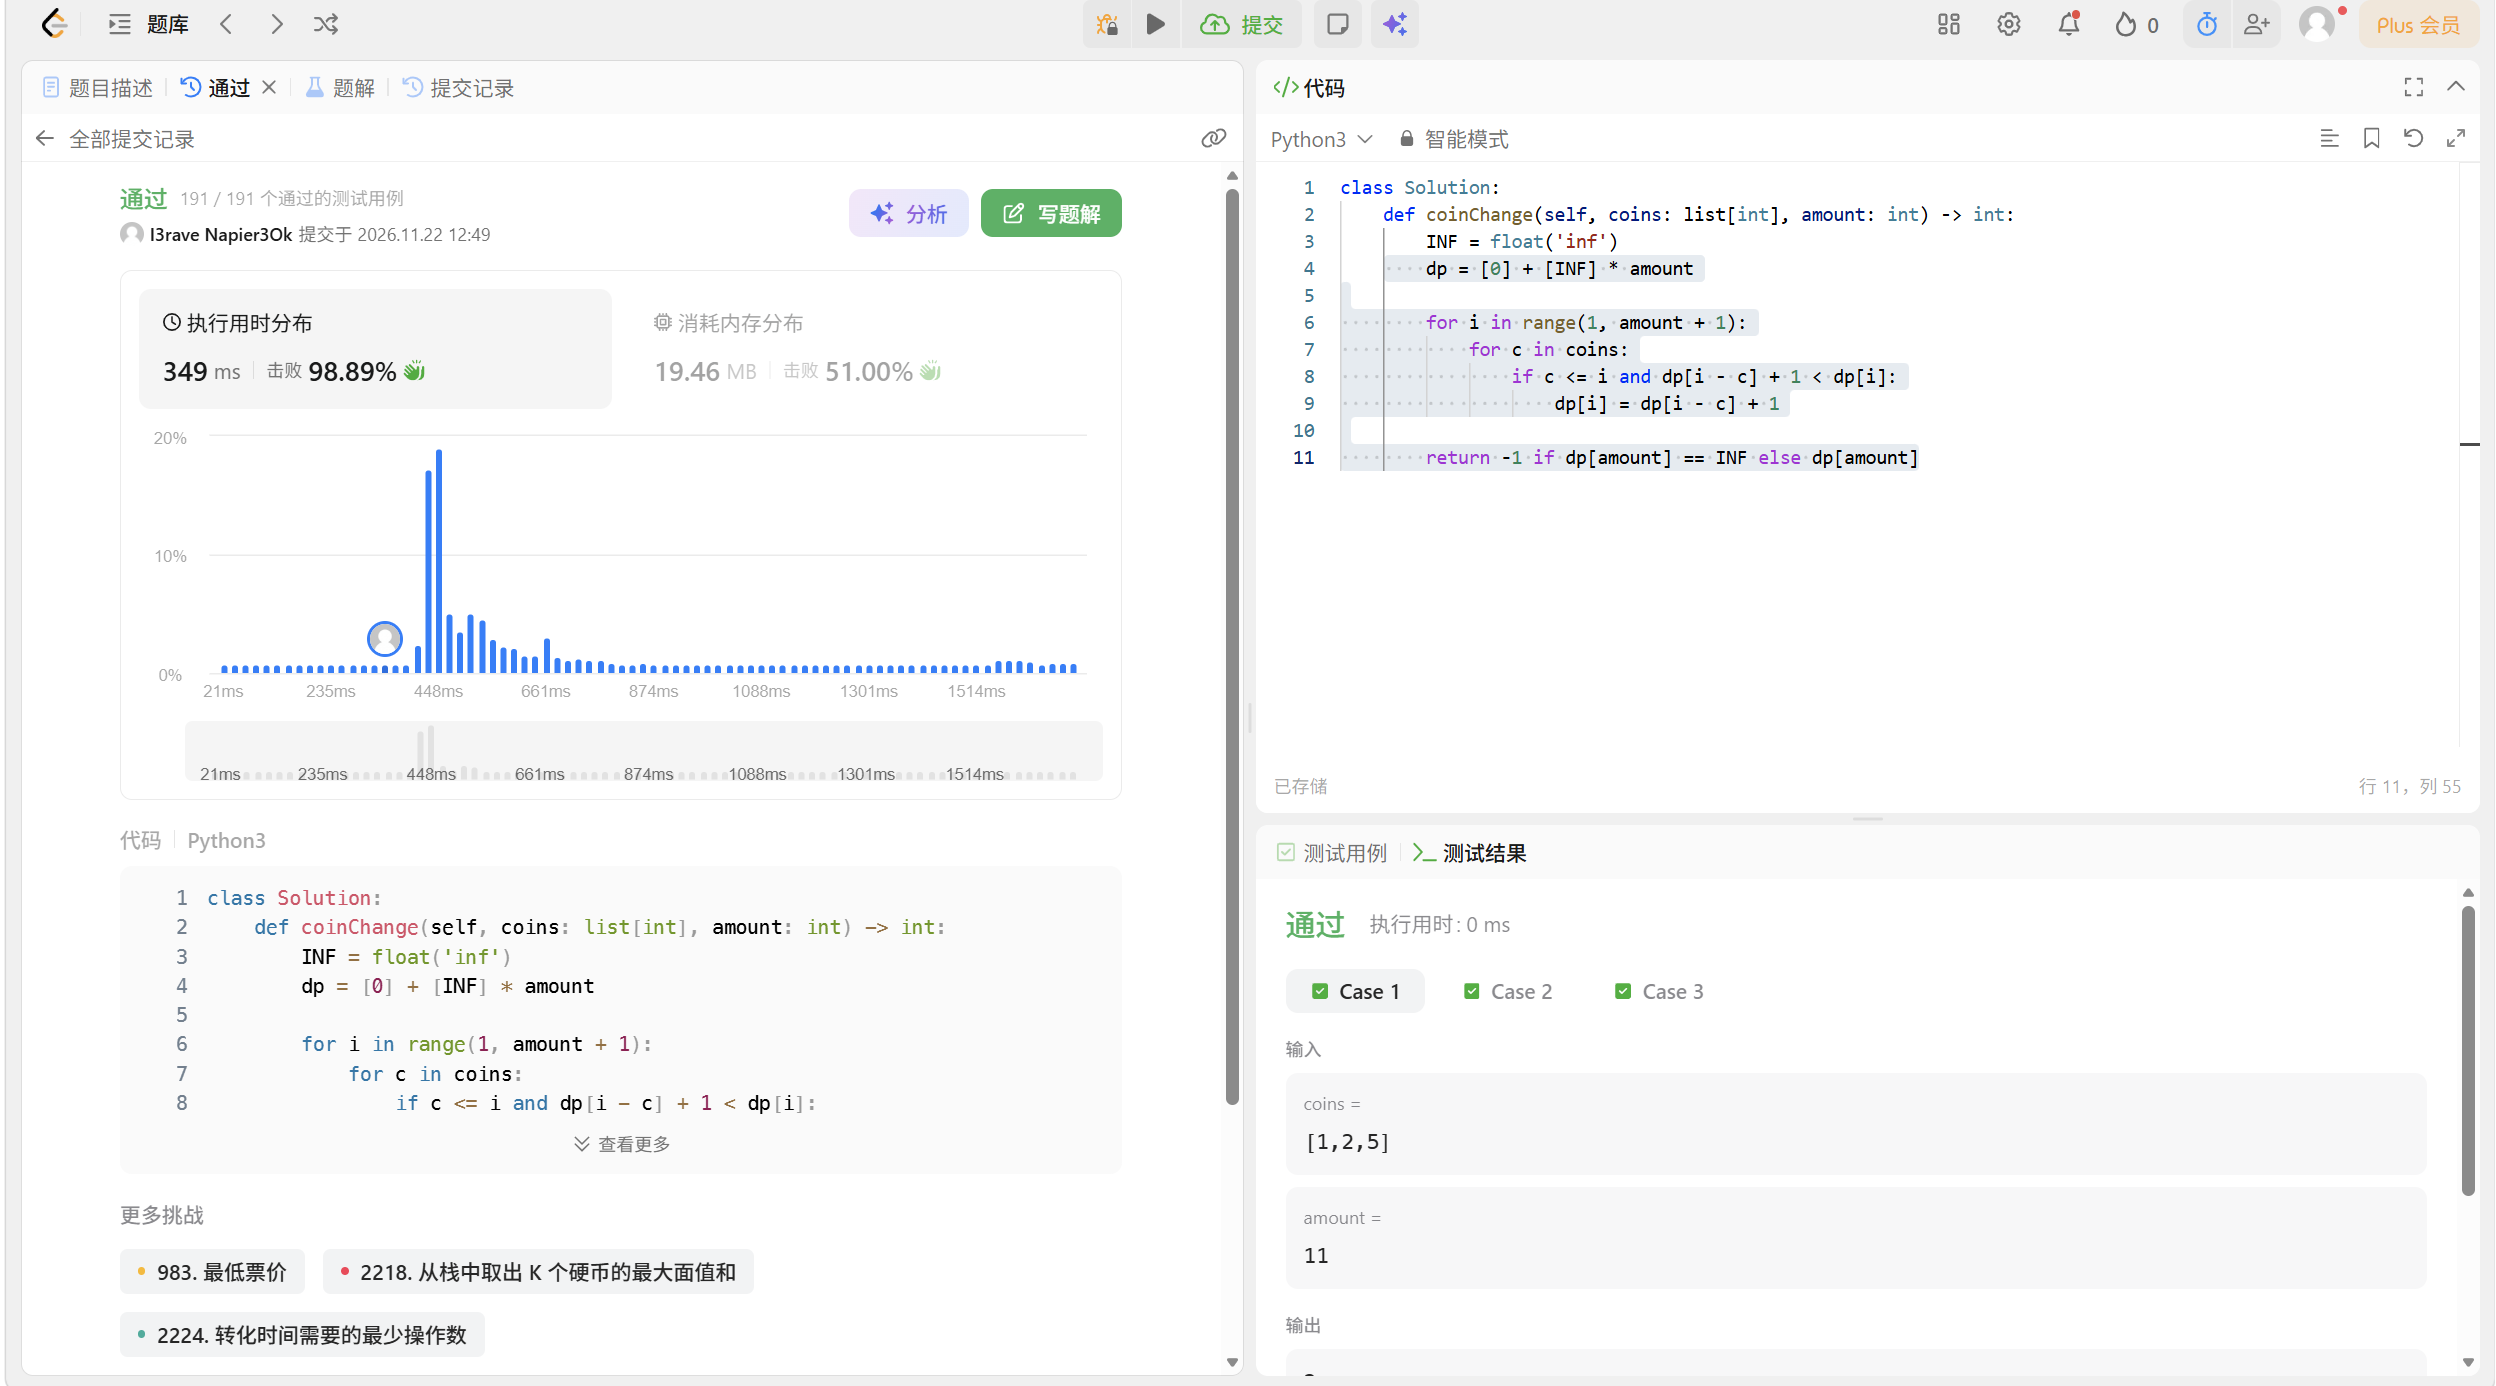 题库
提交
0
Plus 会员
题目描述
通过
题解
提交记录
全部提交记录
通过 191 / 191 个通过的测试用例
l3rave Napier3Ok 提交于 2026.11.22 12:49
分析
写题解
执行用时分布
349 ms 击败 98.89%
消耗内存分布
19.46 MB 击败 51.00%
20%
10%
0%
21ms 235ms 448ms 661ms 874ms 1088ms 1301ms 1514ms
21ms 235ms 448ms 661ms 874ms 1088ms 1301ms 1514ms
代码 Python3
1 class Solution:
2     def coinChange(self, coins: list[int], amount: int) -> int:
3         INF = float('inf')
4         dp = [0] + [INF] * amount
5
6         for i in range(1, amount + 1):
7             for c in coins:
8                 if c <= i and dp[i - c] + 1 < dp[i]:
查看更多
更多挑战
983. 最低票价
2218. 从栈中取出 K 个硬币的最大面值和
2224. 转化时间需要的最少操作数
代码
Python3 智能模式
1 class Solution:
2     def coinChange(self, coins: list[int], amount: int) -> int:
3         INF = float('inf')
4         dp = [0] + [INF] * amount
5
6         for i in range(1, amount + 1):
7             for c in coins:
8                 if c <= i and dp[i - c] + 1 < dp[i]:
9                     dp[i] = dp[i - c] + 1
10
11         return -1 if dp[amount] == INF else dp[amount]
已存储
行 11，列 55
测试用例
测试结果
通过 执行用时: 0 ms
Case 1
Case 2
Case 3
输入
coins =
[1,2,5]
amount =
11
输出